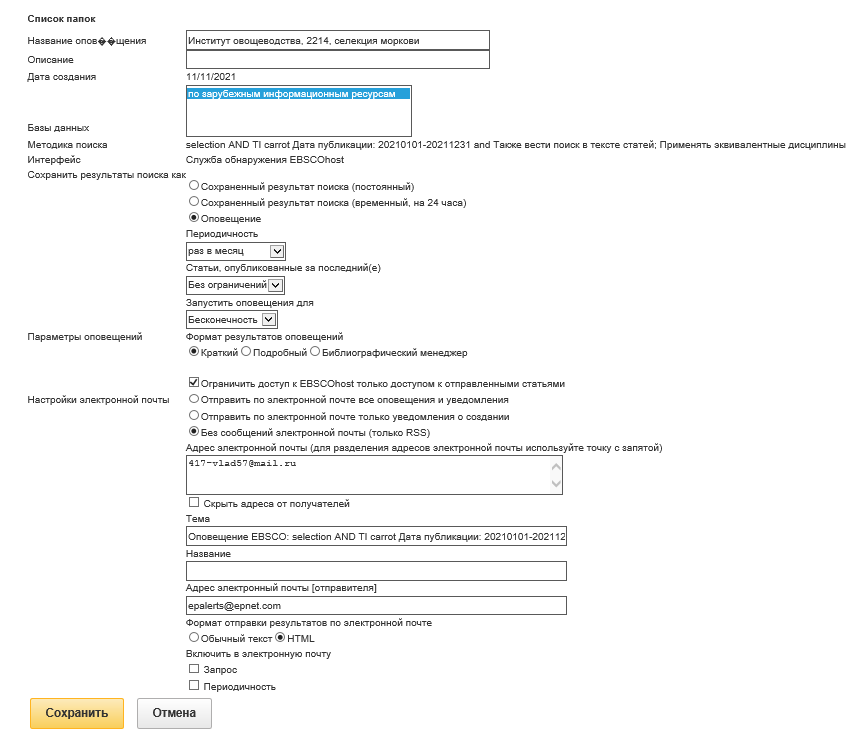 Список папок
Название опов��щения Институт овощеводства, 2214, селекция моркови
Описание
Дата создания 11/11/2021
по зарубежным информационным ресурсам
Базы данных
Методика поиска selection AND TI carrot Дата публикации: 20210101-20211231 and Также вести поиск в тексте статей; Применять эквивалентные дисциплины
Интерфейс Служба обнаружения EBSCOhost
Сохранить результаты поиска как
Сохраненный результат поиска (постоянный)
Сохраненный результат поиска (временный, на 24 часа)
Оповещение
Периодичность
раз в месяц
Статьи, опубликованные за последний(е)
Без ограничений
Запустить оповещения для
Бесконечность
Параметры оповещений Формат результатов оповещений
Краткий Подробный Библиографический менеджер
Ограничить доступ к EBSCOhost только доступом к отправленными статьями
Настройки электронной почты Отправить по электронной почте все оповещения и уведомления
Отправить по электронной почте только уведомления о создании
Без сообщений электронной почты (только RSS)
Адрес электронной почты (для разделения адресов электронной почты используйте точку с запятой)
417-vlad57@mail.ru
Скрыть адреса от получателей
Тема
Оповещение EBSCO: selection AND TI carrot Дата публикации: 20210101-202112
Название
Адрес электронный почты [отправителя]
epalerts@epnet.com
Формат отправки результатов по электронной почте
Обычный текст HTML
Включить в электронную почту
Запрос
Периодичность
Сохранить Отмена